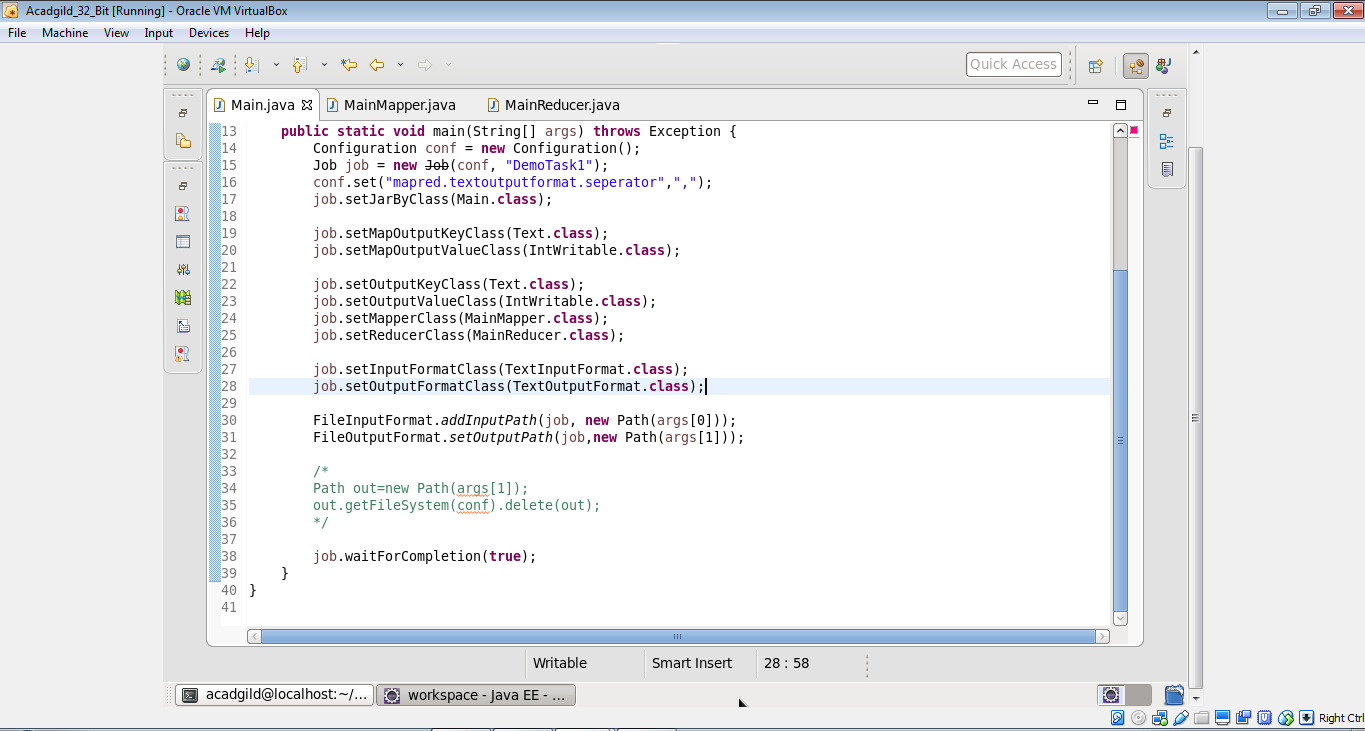 Acadgild_32_Bit [Running] - Oracle VM VirtualBox
File Machine View Input Devices Help
Quick Access
Main.java MainMapper.java MainReducer.java
13 public static void main(String[] args) throws Exception {
14 Configuration conf = new Configuration();
15 Job job = new Job(conf, "DemoTask1");
16 conf.set("mapred.textoutputformat.seperator",",");
17 job.setJarByClass(Main.class);
18
19 job.setMapOutputKeyClass(Text.class);
20 job.setMapOutputValueClass(IntWritable.class);
21
22 job.setOutputKeyClass(Text.class);
23 job.setOutputValueClass(IntWritable.class);
24 job.setMapperClass(MainMapper.class);
25 job.setReducerClass(MainReducer.class);
26
27 job.setInputFormatClass(TextInputFormat.class);
28 job.setOutputFormatClass(TextOutputFormat.class);
29
30 FileInputFormat.addInputPath(job, new Path(args[0]));
31 FileOutputFormat.setOutputPath(job,new Path(args[1]));
32
33 /*
34 Path out=new Path(args[1]);
35 out.getFileSystem(conf).delete(out);
36 */
37
38 job.waitForCompletion(true);
39 }
40 }
41
Writable Smart Insert 28 : 58
acadgild@localhost:~/... workspace - Java EE - ...
Right Ctrl